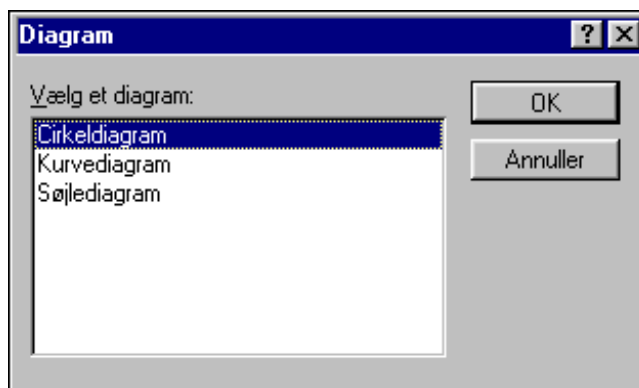 Diagram
Vælg et diagram:
Cirkeldiagram
Kurvediagram
Søjlediagram
OK
Annuller